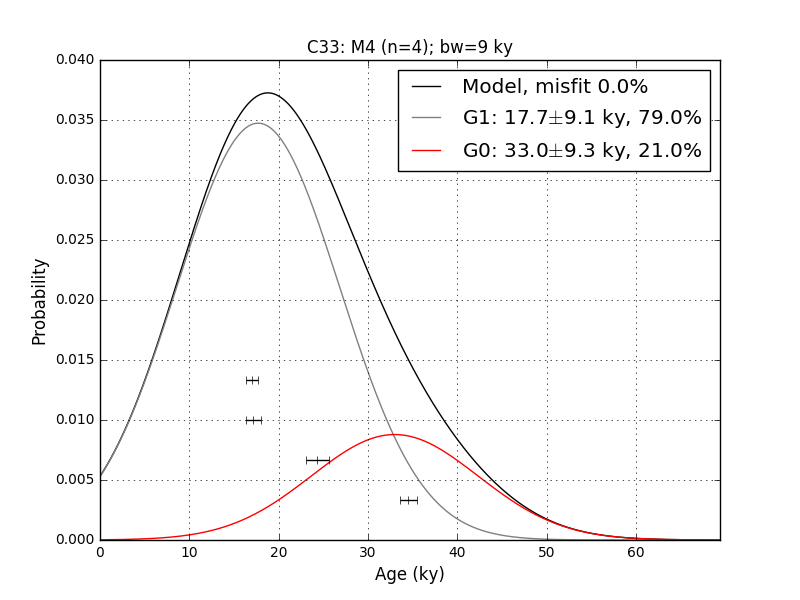 C33: M4 (n=4); bw=9 ky
Model, misfit 0.0%
G1: 17.7±9.1 ky, 79.0%
G0: 33.0±9.3 ky, 21.0%
0.040
0.035
0.030
0.025
0.020
0.015
0.010
0.005
0.000
Probability
0 10 20 30 40 50 60
Age (ky)